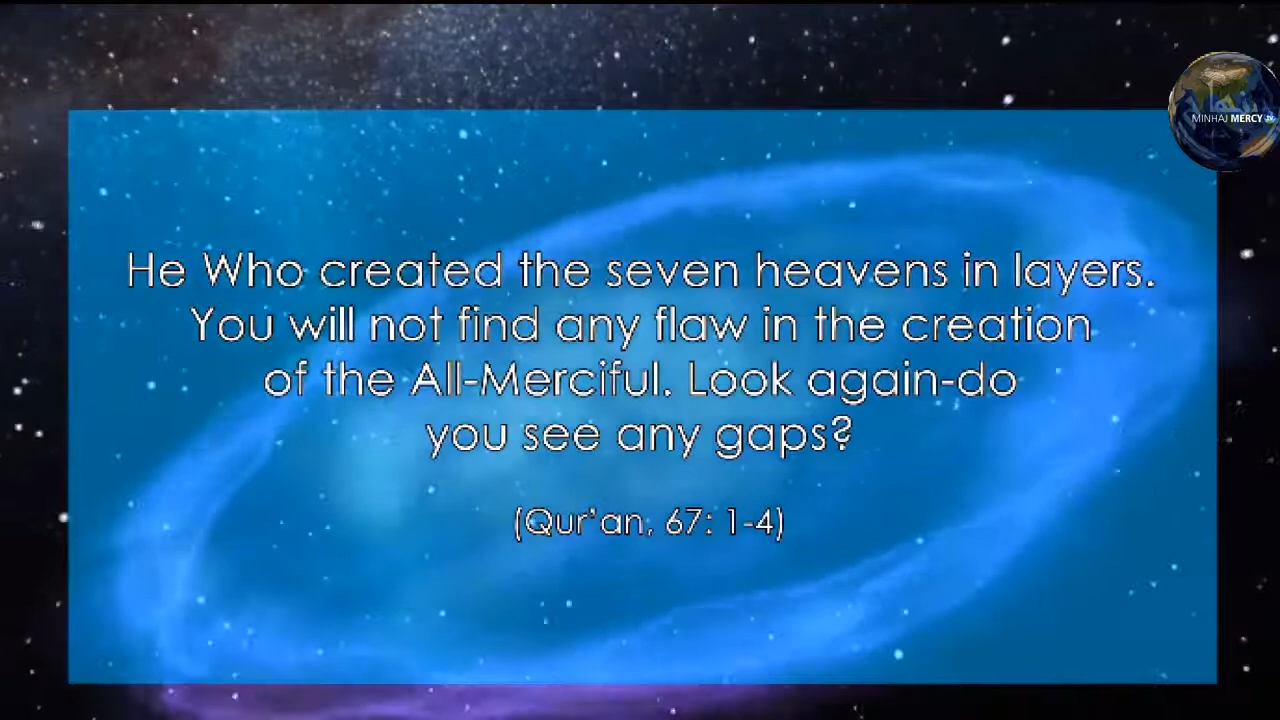 MINHAJ MERCY.TV
He Who created the seven heavens in layers.
You will not find any flaw in the creation
of the All-Merciful. Look again-do
you see any gaps?
(Qur'an, 67: 1-4)